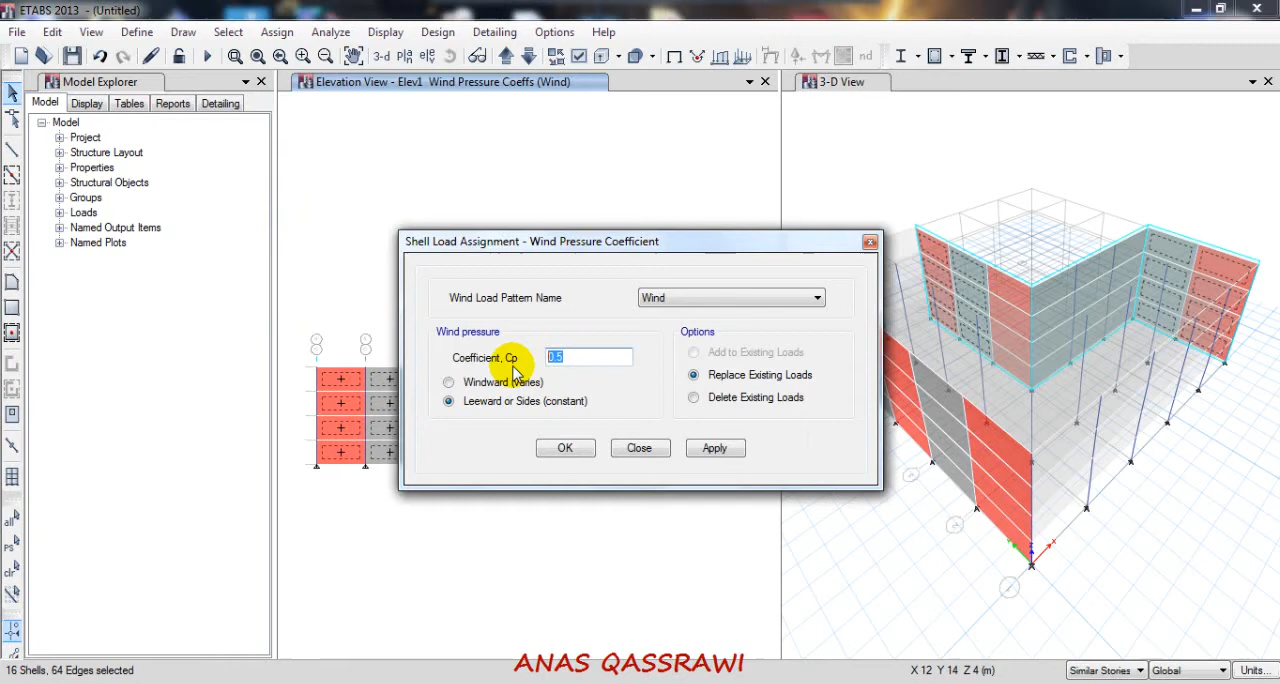 ETABS 2013 - (Untitled)
File Edit View Define Draw Select Assign Analyze Display Design Detailing Options Help
3-d
nd
Model Explorer
Elevation View - Elev1 Wind Pressure Coeffs (Wind)
3-D View
Model Display Tables Reports Detailing
Model
Project
Structure Layout
Properties
Structural Objects
Groups
Loads
Named Output Items
Named Plots
all
PS
clr
Shell Load Assignment - Wind Pressure Coefficient
Wind Load Pattern Name
Wind
Wind pressure
Coefficient, Cp
0.5
Windward (varies)
Leeward or Sides (constant)
Options
Add to Existing Loads
Replace Existing Loads
Delete Existing Loads
OK
Close
Apply
X
16 Shells, 64 Edges selected
ANAS QASSRAWI
X 12 Y 14 Z 4 (m)
Similar Stories
Global
Units...